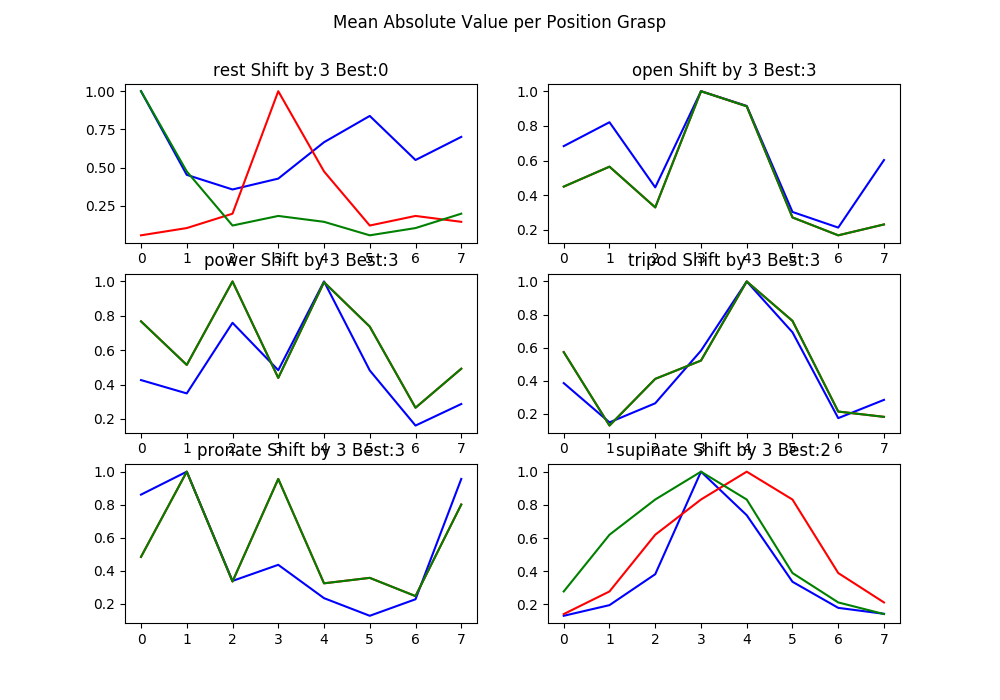 Mean Absolute Value per Position Grasp
rest Shift by 3 Best:0
1.00
0.75
0.50
0.25
0 1 2 3 4 5 6 7
open Shift by 3 Best:3
1.0
0.8
0.6
0.4
0.2
0 1 2 3 4 5 6 7
power Shift by 3 Best:3
1.0
0.8
0.6
0.4
0.2
0 1 2 3 4 5 6 7
tripod Shift by 3 Best:3
1.0
0.8
0.6
0.4
0.2
0 1 2 3 4 5 6 7
pronate Shift by 3 Best:3
1.0
0.8
0.6
0.4
0.2
0 1 2 3 4 5 6 7
supinate Shift by 3 Best:2
1.0
0.8
0.6
0.4
0.2
0 1 2 3 4 5 6 7